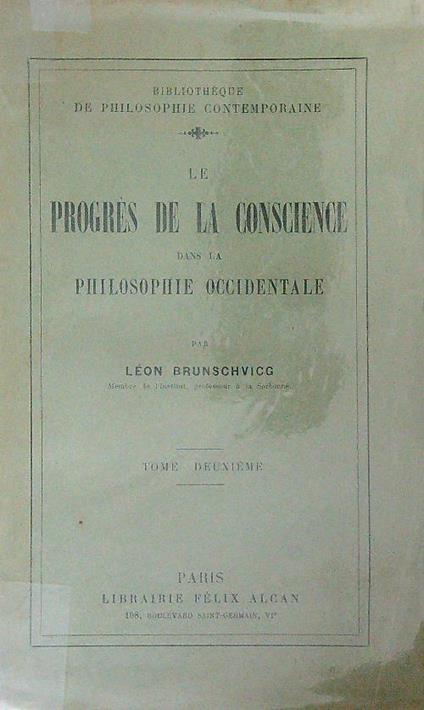 BIBLIOTHÈQUE
DE PHILOSOPHIE CONTEMPORAINE
LE
PROGRÈS DE LA CONSCIENCE
DANS LA
PHILOSOPHIE OCCIDENTALE
PAR
LÉON BRUNSCHVICG
Membre de l'Institut, professeur à la Sorbonne.
TOME DEUXIÈME
PARIS
LIBRAIRIE FÉLIX ALCAN
108, BOULEVARD SAINT-GERMAIN, VIe